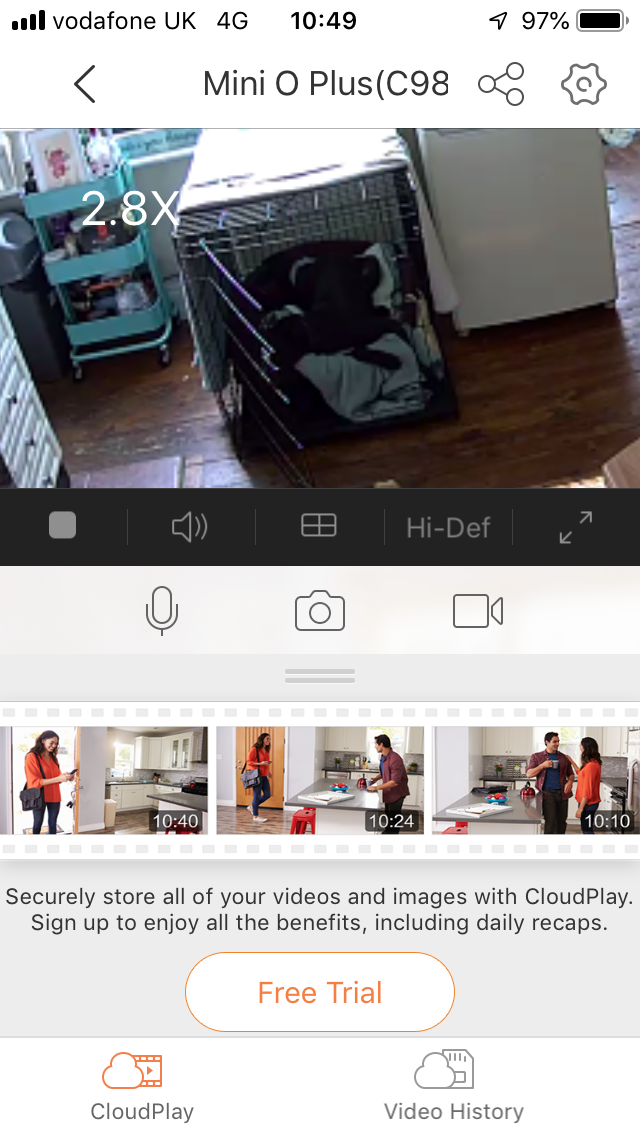 vodafone UK 4G 10:49 97%
Mini O Plus(C98
2.8X
Hi-Def
10:40 10:24 10:10
Securely store all of your videos and images with CloudPlay.
Sign up to enjoy all the benefits, including daily recaps.
Free Trial
CloudPlay Video History